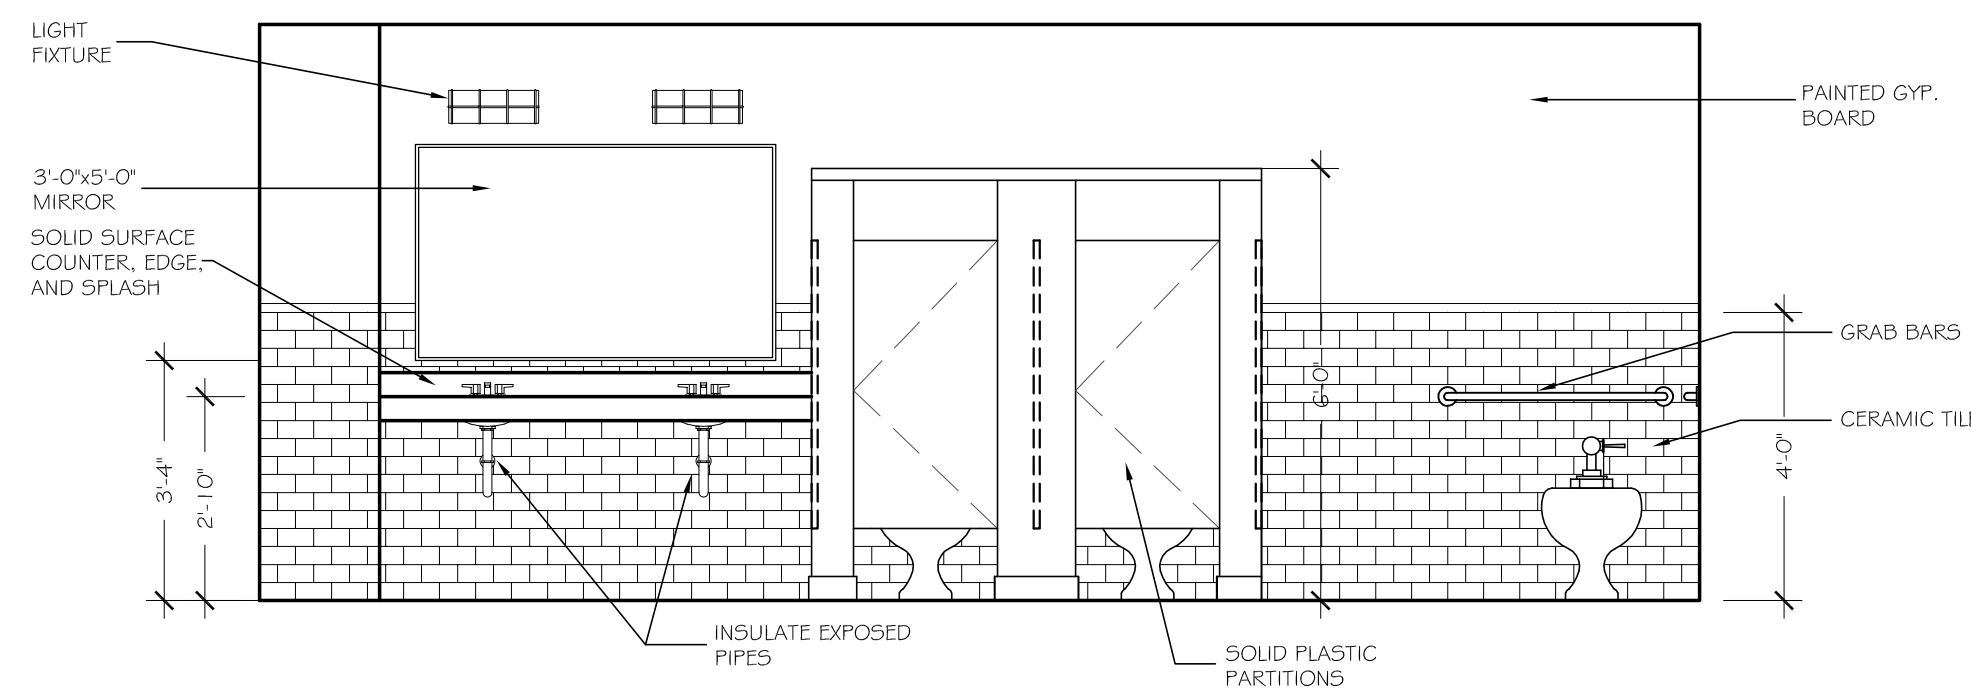 LIGHT
FIXTURE
PAINTED GYP.
BOARD
3'-0"x5'-0"
MIRROR
SOLID SURFACE
COUNTER, EDGE,
AND SPLASH
GRAB BARS
6'-0"
CERAMIC TIL
4'-0"
3'-4"
2'-10"
INSULATE EXPOSED
PIPES
SOLID PLASTIC
PARTITIONS